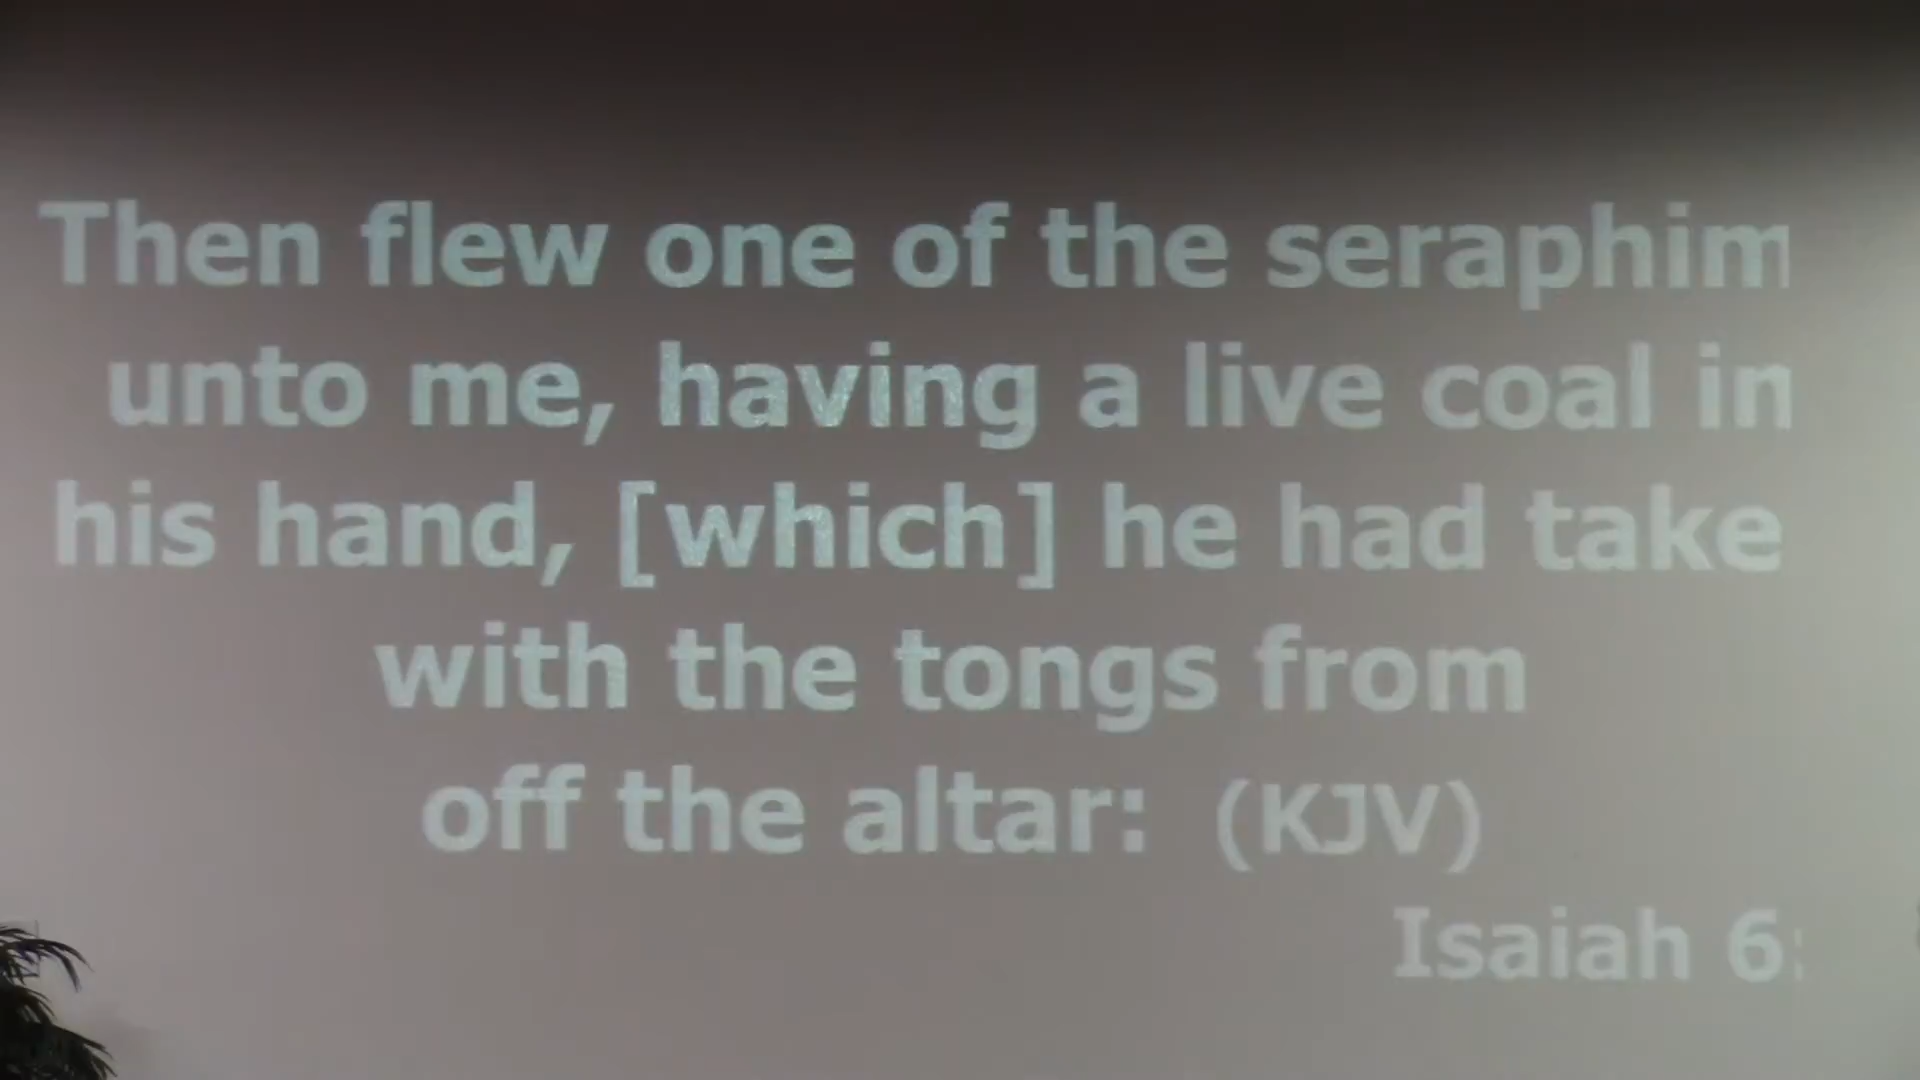 Then flew one of the seraphim
unto me, having a live coal in
his hand, [which] he had take
with the tongs from
off the altar: (KJV)
Isaiah 6: